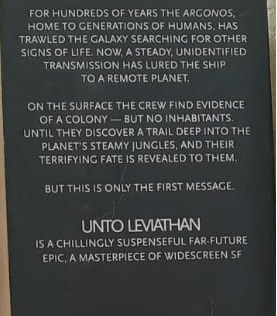 FOR HUNDREDS OF YEARS THE ARGONOS,
HOME TO GENERATIONS OF HUMANS, HAS
TRAWLED THE GALAXY SEARCHING FOR OTHER
SIGNS OF LIFE. NOW, A STEADY, UNIDENTIFIED
TRANSMISSION HAS LURED THE SHIP
TO A REMOTE PLANET.
ON THE SURFACE THE CREW FIND EVIDENCE
OF A COLONY — BUT NO INHABITANTS.
UNTIL THEY DISCOVER A TRAIL DEEP INTO THE
PLANET'S STEAMY JUNGLES, AND THEIR
TERRIFYING FATE IS REVEALED TO THEM.
BUT THIS IS ONLY THE FIRST MESSAGE.
UNTO LEVIATHAN
IS A CHILLINGLY SUSPENSEFUL FAR-FUTURE
EPIC, A MASTERPIECE OF WIDESCREEN SF